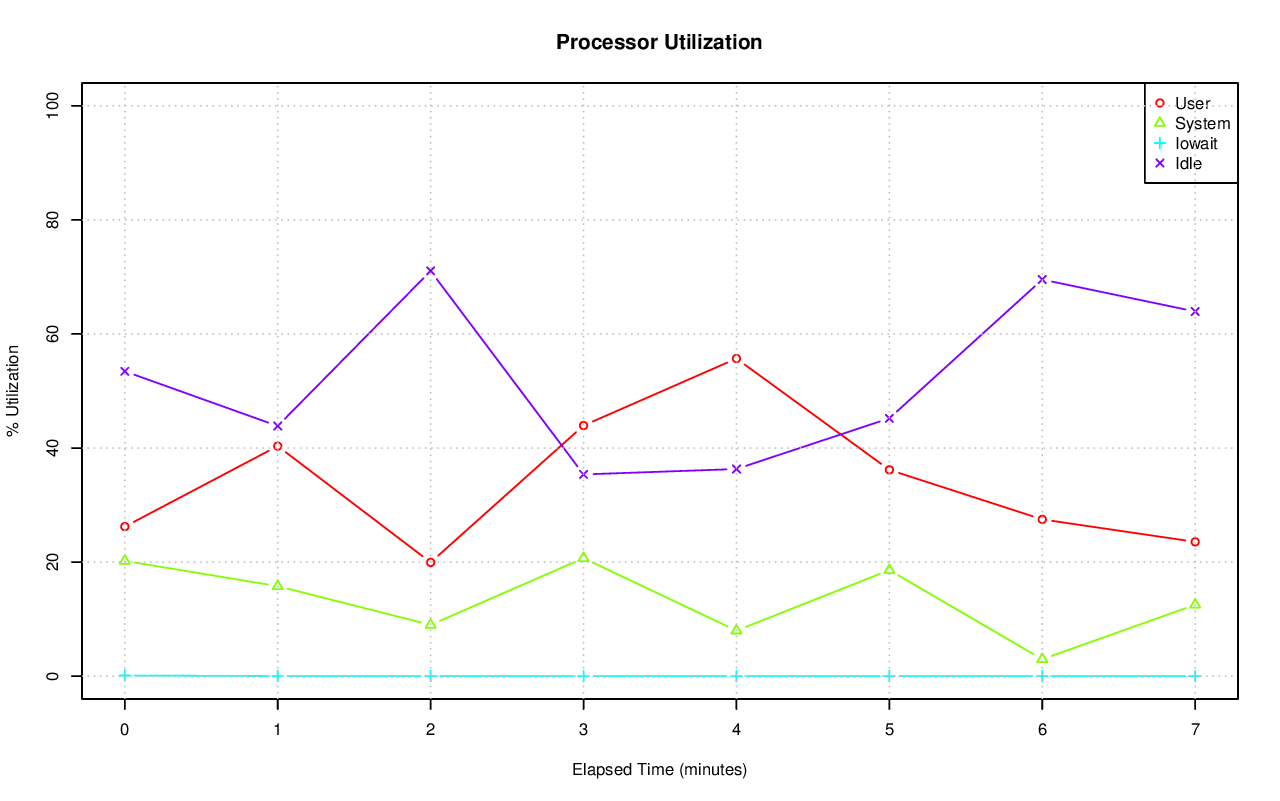 Processor Utilization
User
System
Iowait
Idle
% Utilization
100
80
60
40
20
0
0 1 2 3 4 5 6 7
Elapsed Time (minutes)